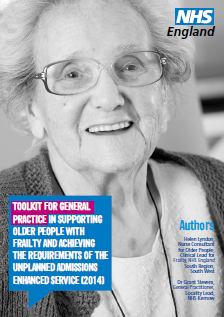 NHS
England
TOOLKIT FOR GENERAL
PRACTICE IN SUPPORTING
OLDER PEOPLE WITH
FRAILTY AND ACHIEVING
THE REQUIREMENTS OF THE
UNPLANNED ADMISSIONS
ENHANCED SERVICE (2014)
Authors
Helen Lyndon,
Nurse Consultant
for Older People,
Clinical Lead for
Frailty, NHS England
South Region,
South West
Dr Grant Stevens,
General Practitioner,
Locality Lead,
NHS Kernow